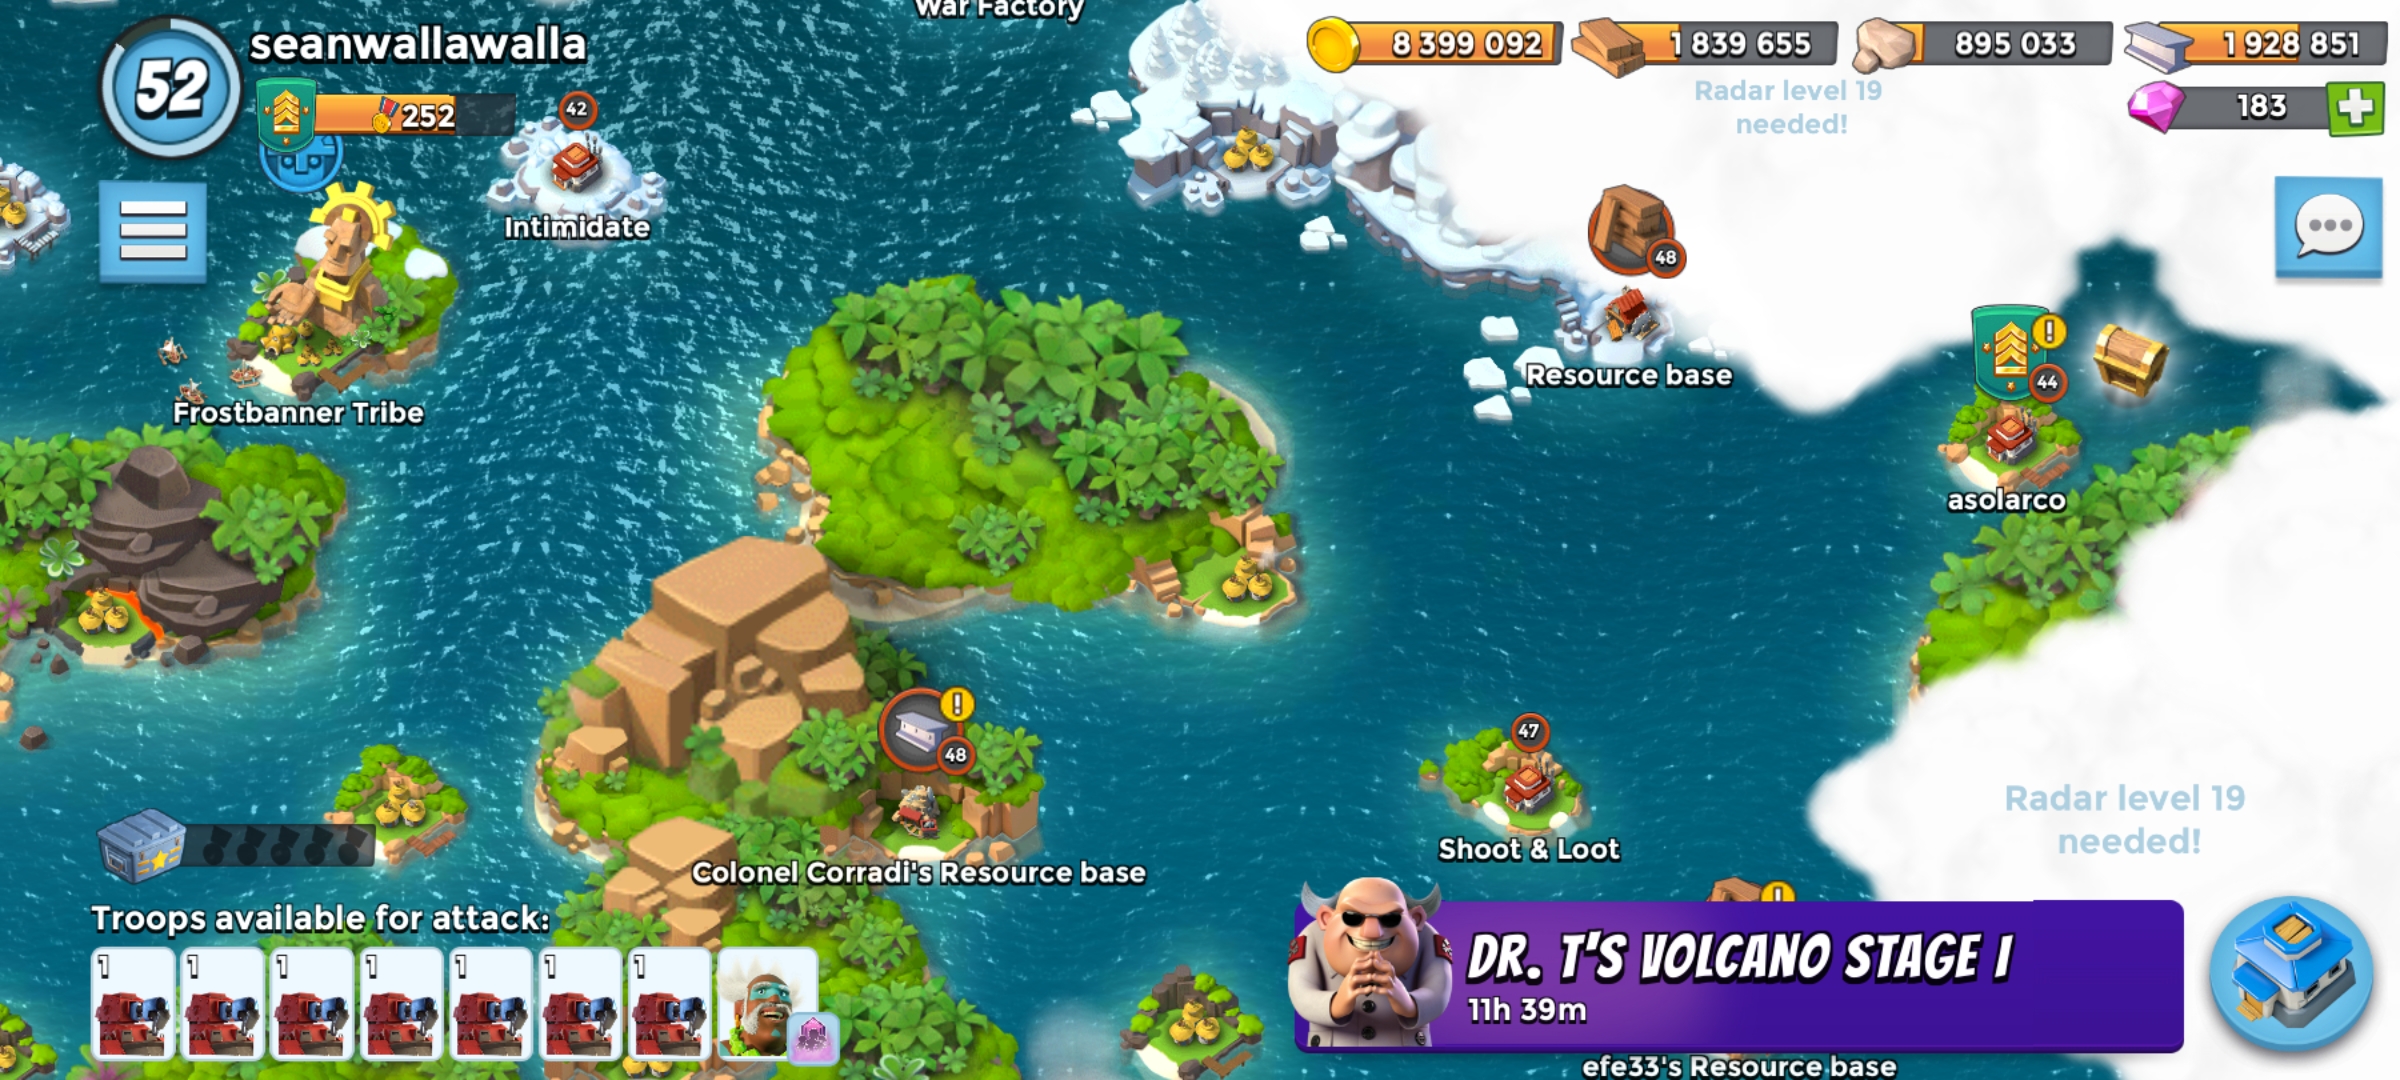 War Factory
52
seanwallawalla
252
8 399 092
1 839 655
895 033
1 928 851
183
Radar level 19
needed!
42
Intimidate
48
Resource base
44
asolarco
Frostbanner Tribe
48
Colonel Corradi's Resource base
47
Shoot & Loot
Radar level 19
needed!
Troops available for attack:
1
1
1
1
1
1
1
DR. T'S VOLCANO STAGE I
11h 39m
efe33's Resource base